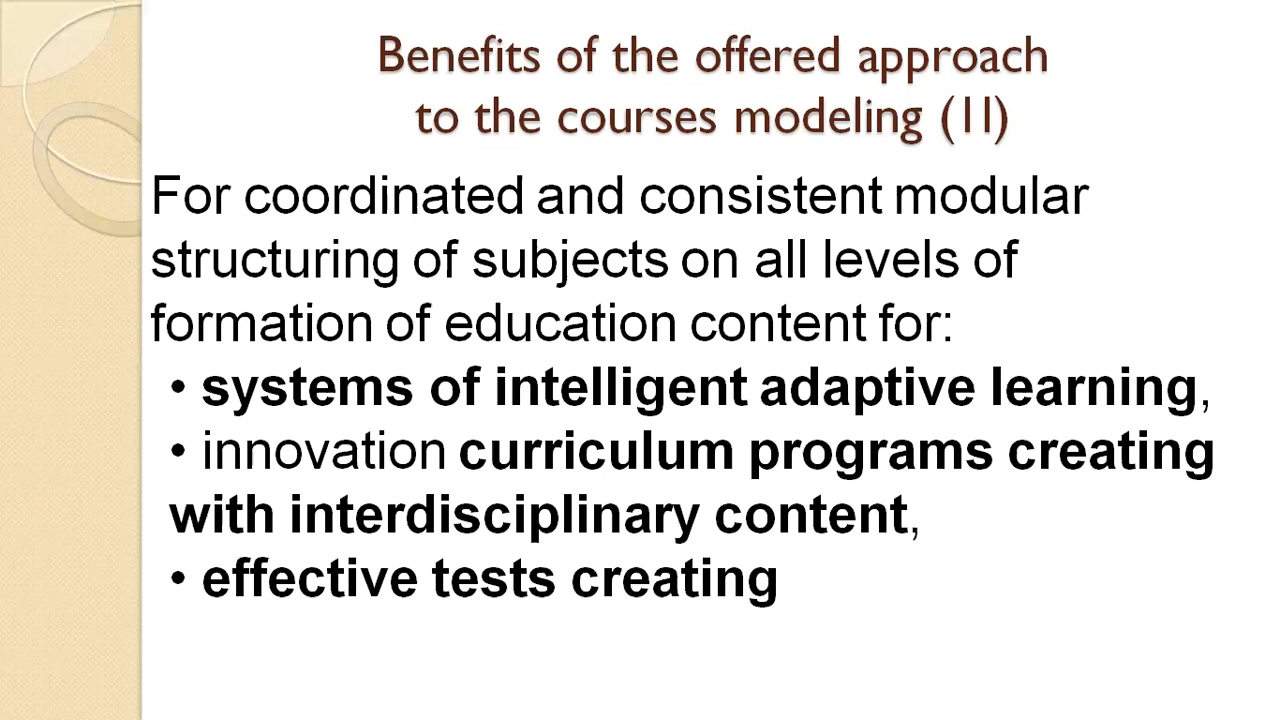 Benefits of the offered approach
to the courses modeling (1I)
For coordinated and consistent modular
structuring of subjects on all levels of
formation of education content for:
• systems of intelligent adaptive learning,
• innovation curriculum programs creating
with interdisciplinary content,
• effective tests creating